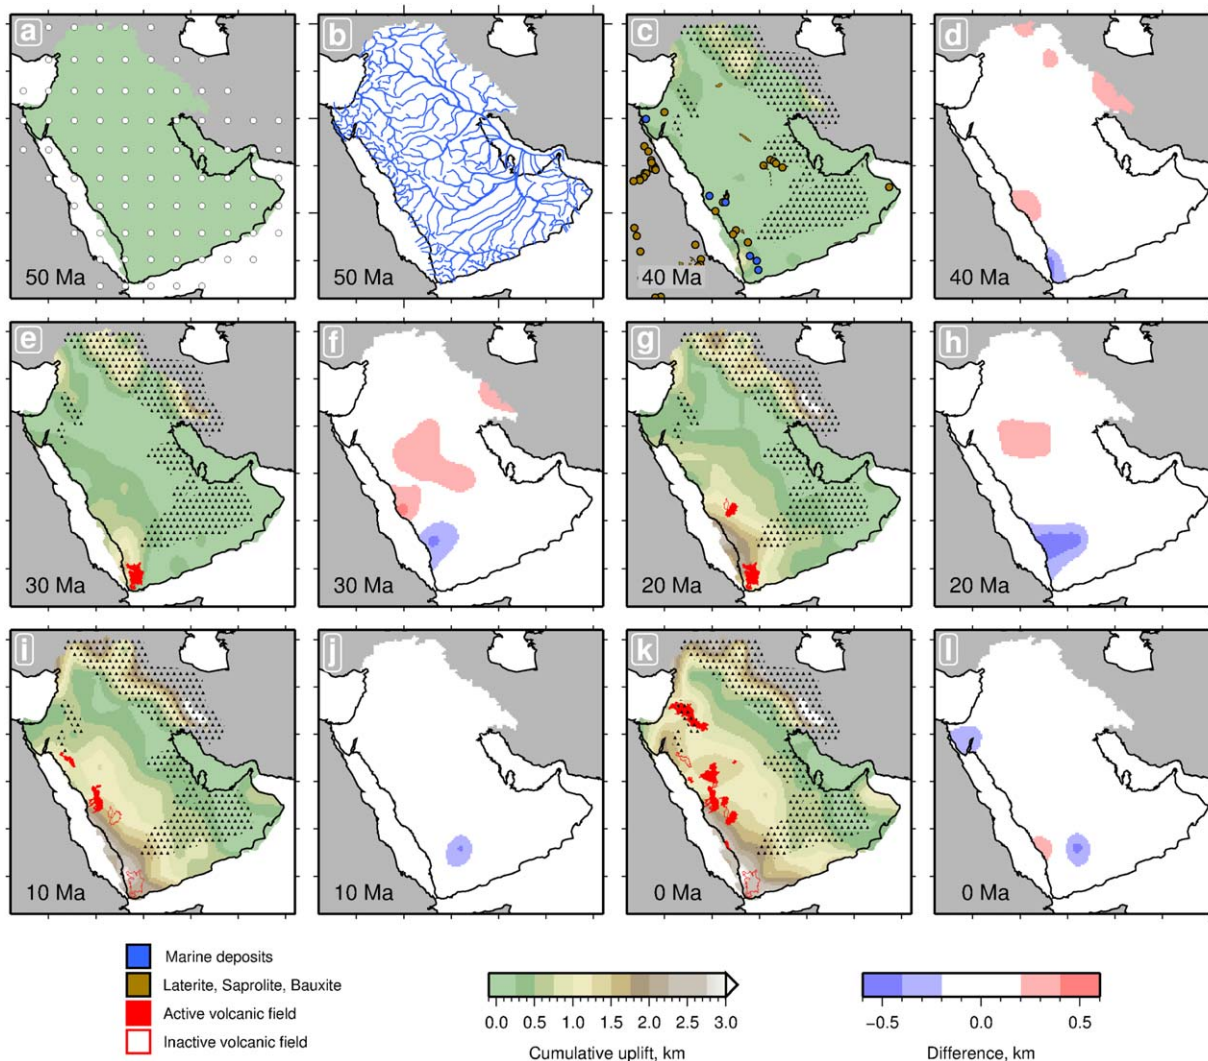 a
50 Ma
b
50 Ma
c
40 Ma
d
40 Ma
e
30 Ma
f
30 Ma
g
20 Ma
h
20 Ma
i
10 Ma
j
10 Ma
k
0 Ma
l
0 Ma
Marine deposits
Laterite, Saprolite, Bauxite
Active volcanic field
Inactive volcanic field
0.0 0.5 1.0 1.5 2.0 2.5 3.0
Cumulative uplift, km
−0.5 0.0 0.5
Difference, km